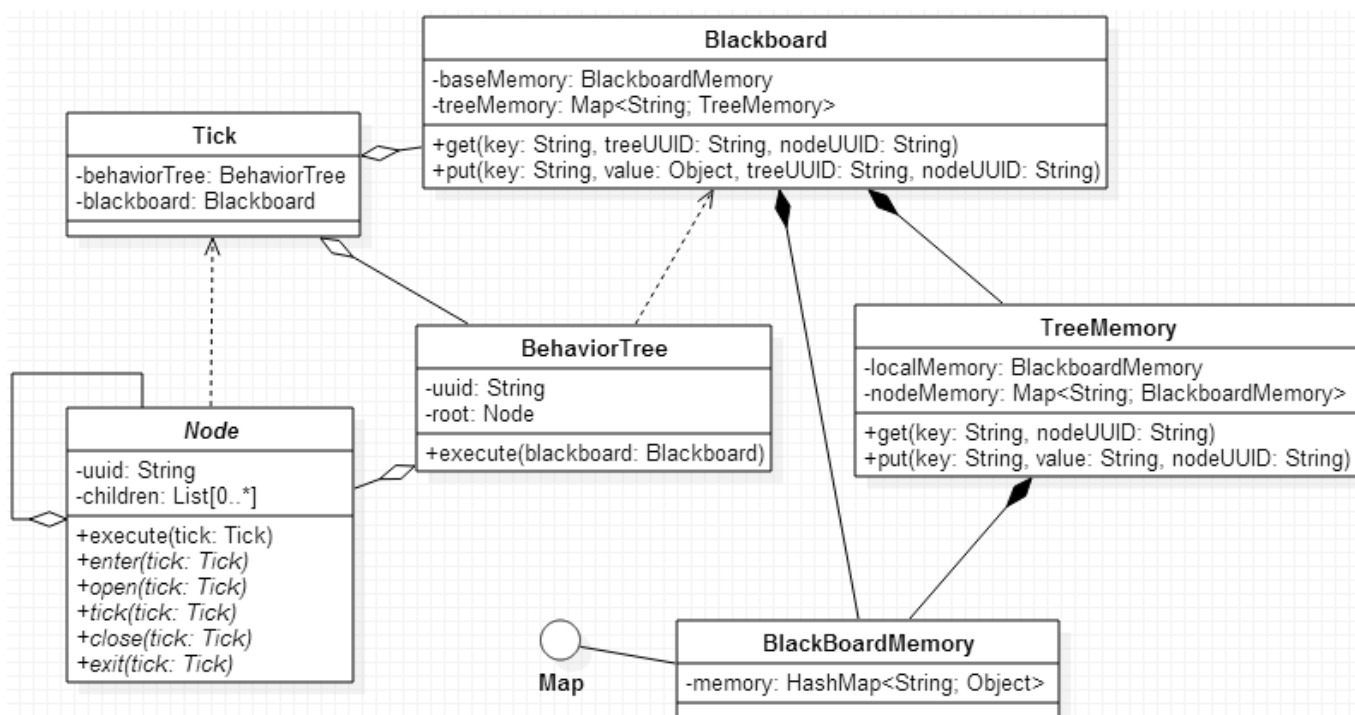 Blackboard
-baseMemory: BlackboardMemory
-treeMemory: Map<String; TreeMemory>
+get(key: String, treeUUID: String, nodeUUID: String)
+put(key: String, value: Object, treeUUID: String, nodeUUID: String)
Tick
-behaviorTree: BehaviorTree
-blackboard: Blackboard
BehaviorTree
-uuid: String
-root: Node
+execute(blackboard: Blackboard)
TreeMemory
-localMemory: BlackboardMemory
-nodeMemory: Map<String; BlackboardMemory>
+get(key: String, nodeUUID: String)
+put(key: String, value: String, nodeUUID: String)
Node
-uuid: String
-children: List[0..*]
+execute(tick: Tick)
+enter(tick: Tick)
+open(tick: Tick)
+tick(tick: Tick)
+close(tick: Tick)
+exit(tick: Tick)
Map
BlackBoardMemory
-memory: HashMap<String; Object>